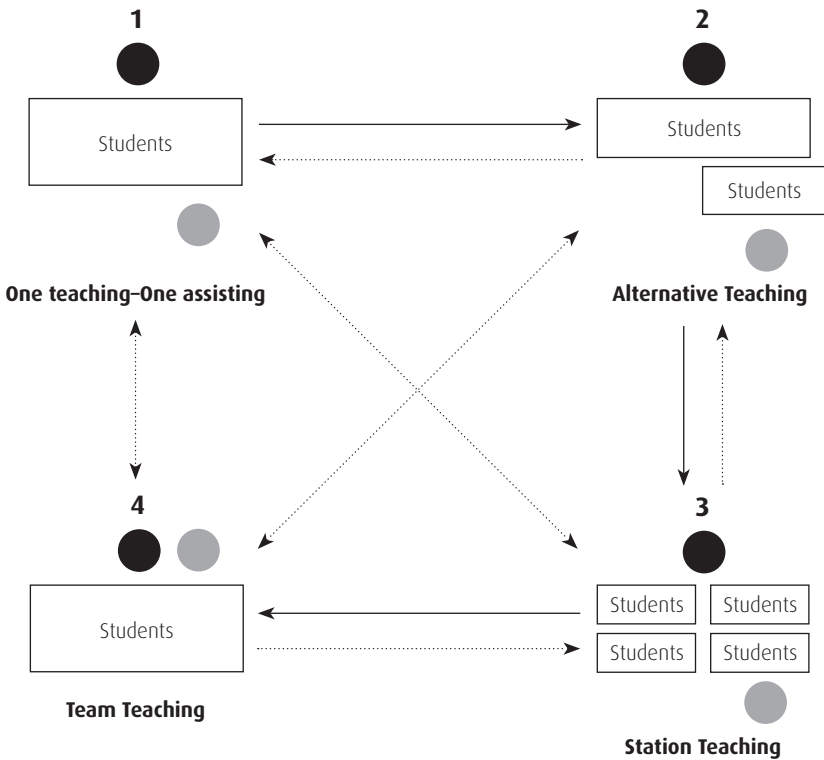 1
2
Students
Students
Students
One teaching–One assisting
Alternative Teaching
4
3
Students
Students
Students
Students
Students
Team Teaching
Station Teaching